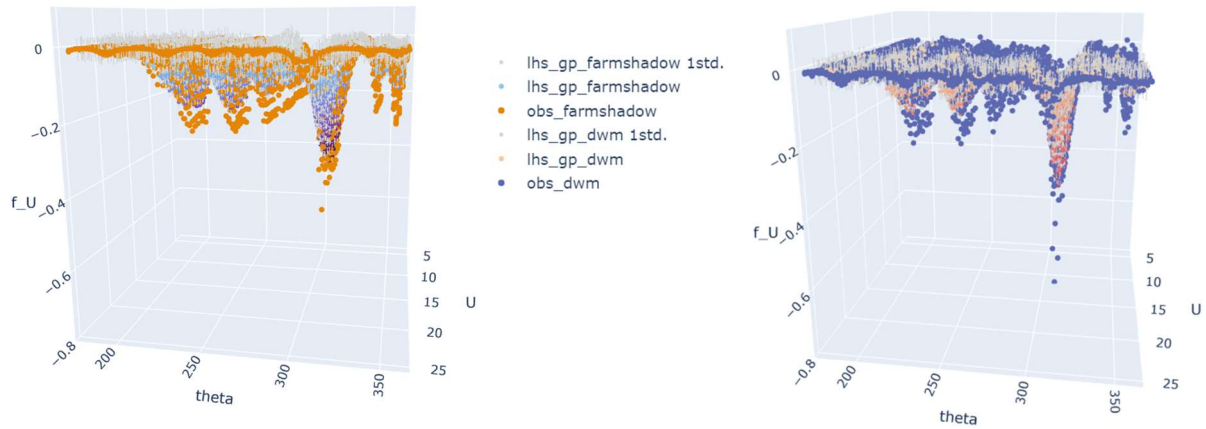 0
−0.2
f_U
−0.4
−0.6
−0.8
200
250
300
350
theta
5
10
15
20
25
U
lhs_gp_farmshadow 1std.
lhs_gp_farmshadow
obs_farmshadow
lhs_gp_dwm 1std.
lhs_gp_dwm
obs_dwm
0
−0.2
f_U
−0.4
−0.6
−0.8
200
250
300
350
theta
5
10
15
20
25
U